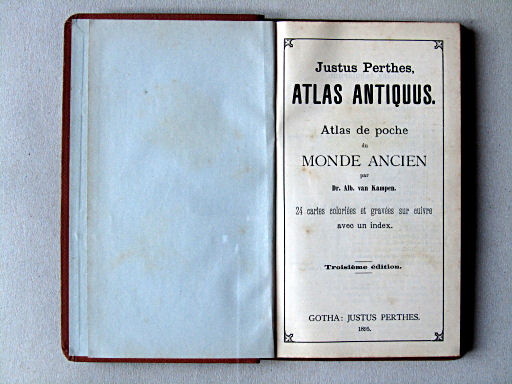 Justus Perthes,
ATLAS ANTIQUUS.
Atlas de poche
du
MONDE ANCIEN
par
Dr. Alb. van Kampen.
24 cartes coloriées et gravées sur cuivre
avec un index.
Troisième édition.
GOTHA: JUSTUS PERTHES.
1895.